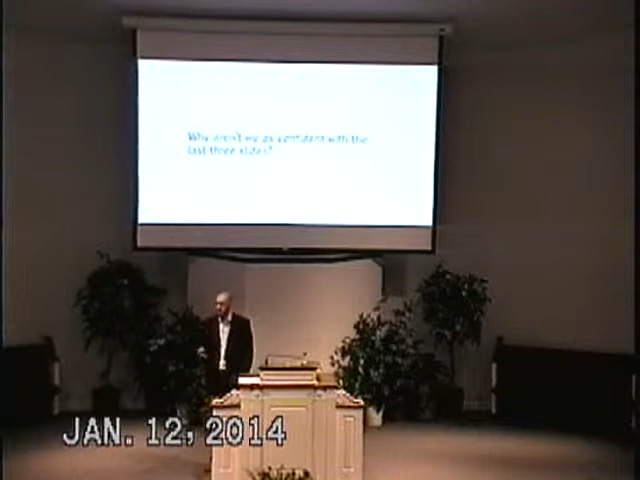 Why aren't we as confident with the
last three slides?
JAN. 12, 2014